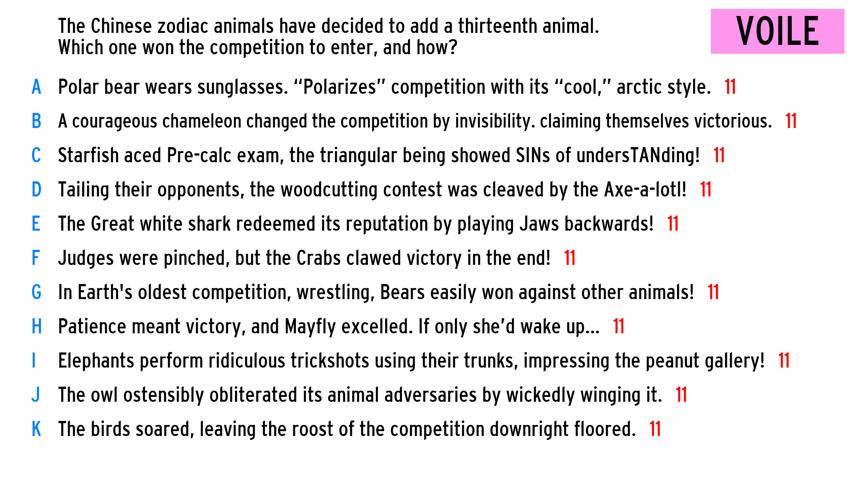 The Chinese zodiac animals have decided to add a thirteenth animal.
Which one won the competition to enter, and how?
VOILE
A Polar bear wears sunglasses. “Polarizes” competition with its “cool,” arctic style. 11
B A courageous chameleon changed the competition by invisibility. claiming themselves victorious. 11
C Starfish aced Pre-calc exam, the triangular being showed SINs of undersTANding! 11
D Tailing their opponents, the woodcutting contest was cleaved by the Axe-a-lotl! 11
E The Great white shark redeemed its reputation by playing Jaws backwards! 11
F Judges were pinched, but the Crabs clawed victory in the end! 11
G In Earth's oldest competition, wrestling, Bears easily won against other animals! 11
H Patience meant victory, and Mayfly excelled. If only she’d wake up... 11
I Elephants perform ridiculous trickshots using their trunks, impressing the peanut gallery! 11
J The owl ostensibly obliterated its animal adversaries by wickedly winging it. 11
K The birds soared, leaving the roost of the competition downright floored. 11